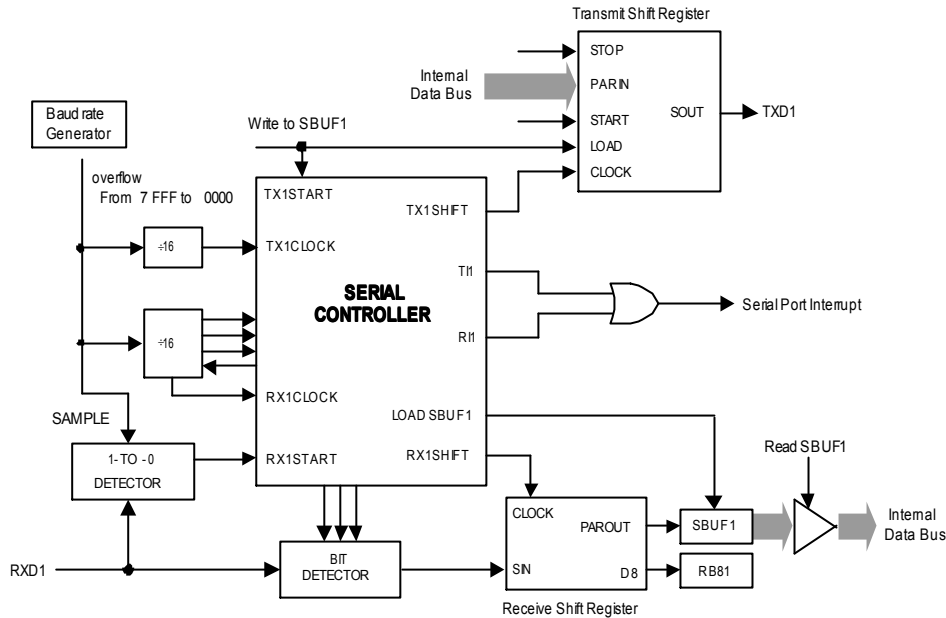 Transmit Shift Register
STOP
Internal
Data Bus
PARIN
START
SOUT
TXD1
LOAD
CLOCK
Baud rate
Generator
Write to SBUF1
overflow
From 7 FFF to 0000
TX1START
TX1SHIFT
÷16
TX1CLOCK
TI1
SERIAL
CONTROLLER
Serial Port Interrupt
÷16
RI1
RX1CLOCK
SAMPLE
LOAD SBUF1
1-TO -0
DETECTOR
RX1START
RX1SHIFT
Read SBUF1
CLOCK
PAROUT
SBUF1
Internal
Data Bus
RXD1
BIT
DETECTOR
SIN
D8
RB81
Receive Shift Register